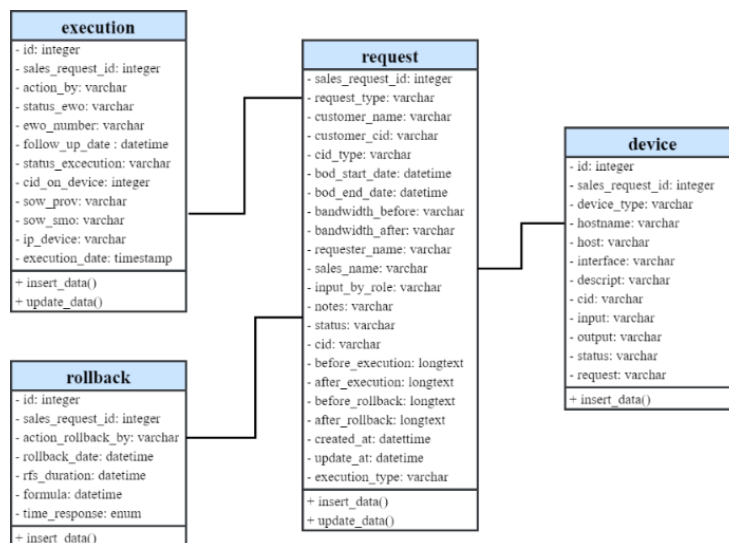 execution
- id: integer
- sales_request_id: integer
- action_by: varchar
- status_ewo: varchar
- ewo_number: varchar
- follow_up_date : datetime
- status_excecution: varchar
- cid_on_device: integer
- sow_prov: varchar
- sow_smo: varchar
- ip_device: varchar
- execution_date: timestamp
+ insert_data()
+ update_data()
rollback
- id: integer
- sales_request_id: integer
- action_rollback_by: varchar
- rollback_date: datetime
- rfs_duration: datetime
- formula: datetime
- time_response: enum
+ insert_data()
request
- sales_request_id: integer
- request_type: varchar
- customer_name: varchar
- customer_cid: varchar
- cid_type: varchar
- bod_start_date: datetime
- bod_end_date: datetime
- bandwidth_before: varchar
- bandwidth_after: varchar
- requester_name: varchar
- sales_name: varchar
- input_by_role: varchar
- notes: varchar
- status: varchar
- cid: varchar
- before_execution: longtext
- after_execution: longtext
- before_rollback: longtext
- after_rollback: longtext
- created_at: datettime
- update_at: datetime
- execution_type: varchar
+ insert_data()
+ update_data()
device
- id: integer
- sales_request_id: integer
- device_type: varchar
- hostname: varchar
- host: varchar
- interface: varchar
- descript: varchar
- cid: varchar
- input: varchar
- output: varchar
- status: varchar
- request: varchar
+ insert_data()